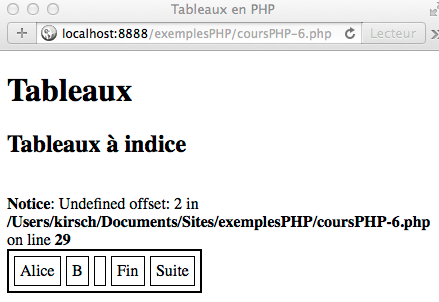 Tableaux en PHP
localhost:8888/exemplesPHP/coursPHP-6.php
Lecteur
Tableaux
Tableaux à indice
Notice: Undefined offset: 2 in
/Users/kirsch/Documents/Sites/exemplesPHP/coursPHP-6.php
on line 29
Alice B Fin Suite